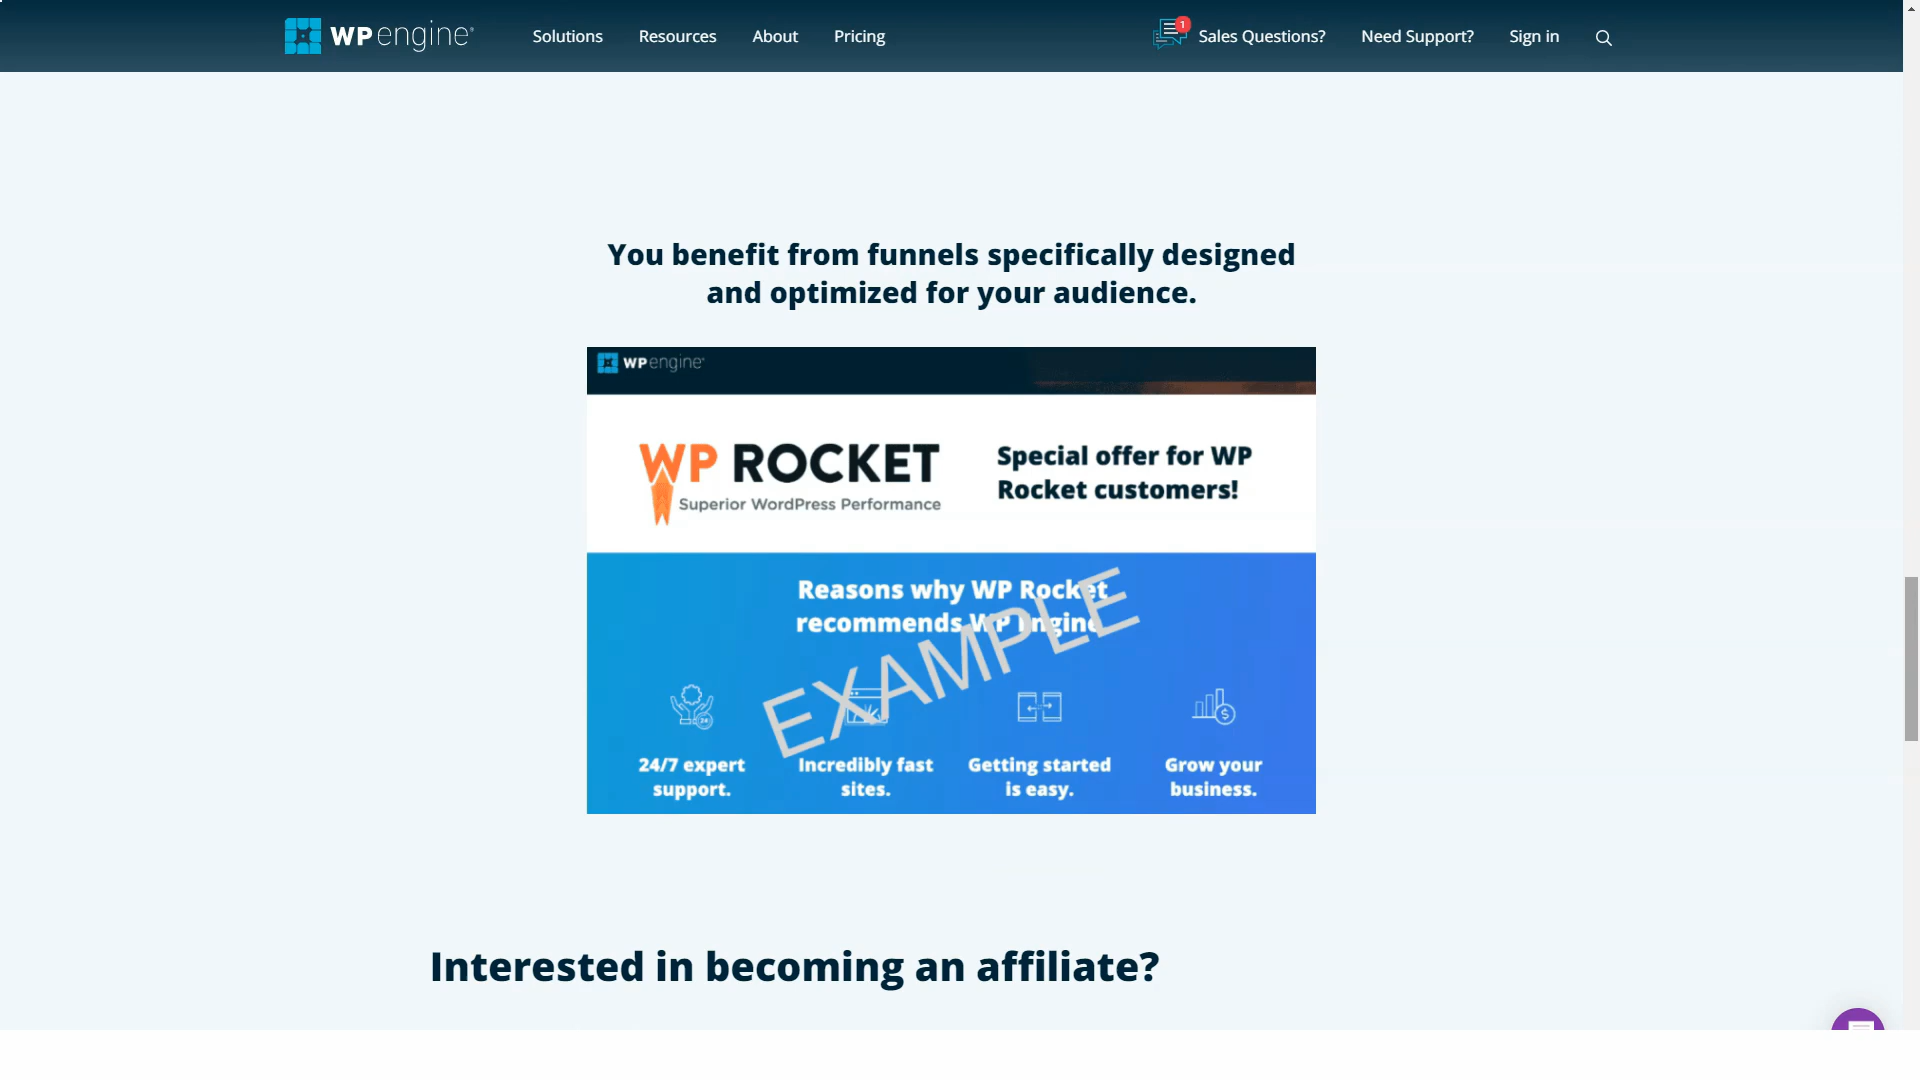 WP engine®
Solutions
Resources
About
Pricing
1
Sales Questions?
Need Support?
Sign in
You benefit from funnels specifically designed
and optimized for your audience.
WP engine®
WP ROCKET
Superior WordPress Performance
Special offer for WP
Rocket customers!
Reasons why WP Rocket
recommends WP Engine
EXAMPLE
24
24/7 expert
support.
Incredibly fast
sites.
Getting started
is easy.
$
Grow your
business.
Interested in becoming an affiliate?